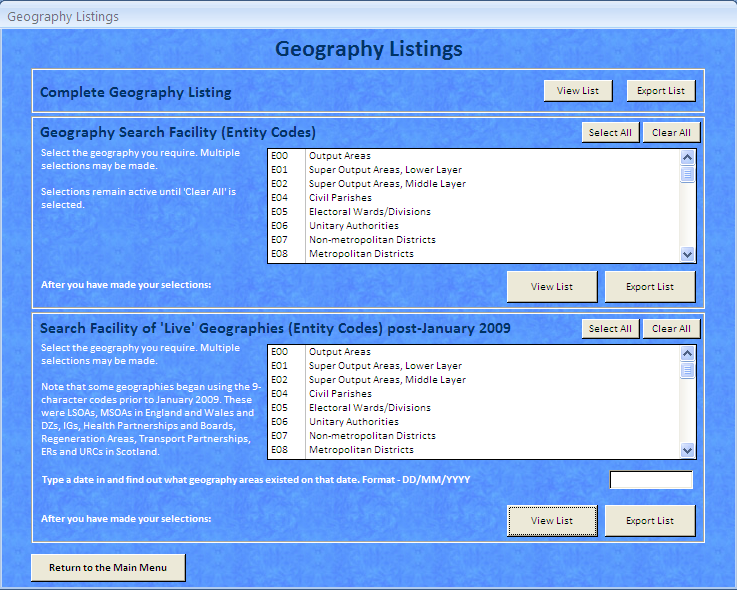 Geography Listings
Geography Listings
Complete Geography Listing
View List
Export List
Geography Search Facility (Entity Codes)
Select All
Clear All
Select the geography you require. Multiple
selections may be made.
Selections remain active until 'Clear All' is
selected.
E00 Output Areas
E01 Super Output Areas, Lower Layer
E02 Super Output Areas, Middle Layer
E04 Civil Parishes
E05 Electoral Wards/Divisions
E06 Unitary Authorities
E07 Non-metropolitan Districts
E08 Metropolitan Districts
After you have made your selections:
View List
Export List
Search Facility of 'Live' Geographies (Entity Codes) post-January 2009
Select All
Clear All
Select the geography you require. Multiple
selections may be made.
Note that some geographies began using the 9-
character codes prior to January 2009. These
were LSOAs, MSOAs in England and Wales and
DZs, IGs, Health Partnerships and Boards,
Regeneration Areas, Transport Partnerships,
ERs and URCs in Scotland.
E00 Output Areas
E01 Super Output Areas, Lower Layer
E02 Super Output Areas, Middle Layer
E04 Civil Parishes
E05 Electoral Wards/Divisions
E06 Unitary Authorities
E07 Non-metropolitan Districts
E08 Metropolitan Districts
Type a date in and find out what geography areas existed on that date. Format - DD/MM/YYYY
After you have made your selections:
View List
Export List
Return to the Main Menu